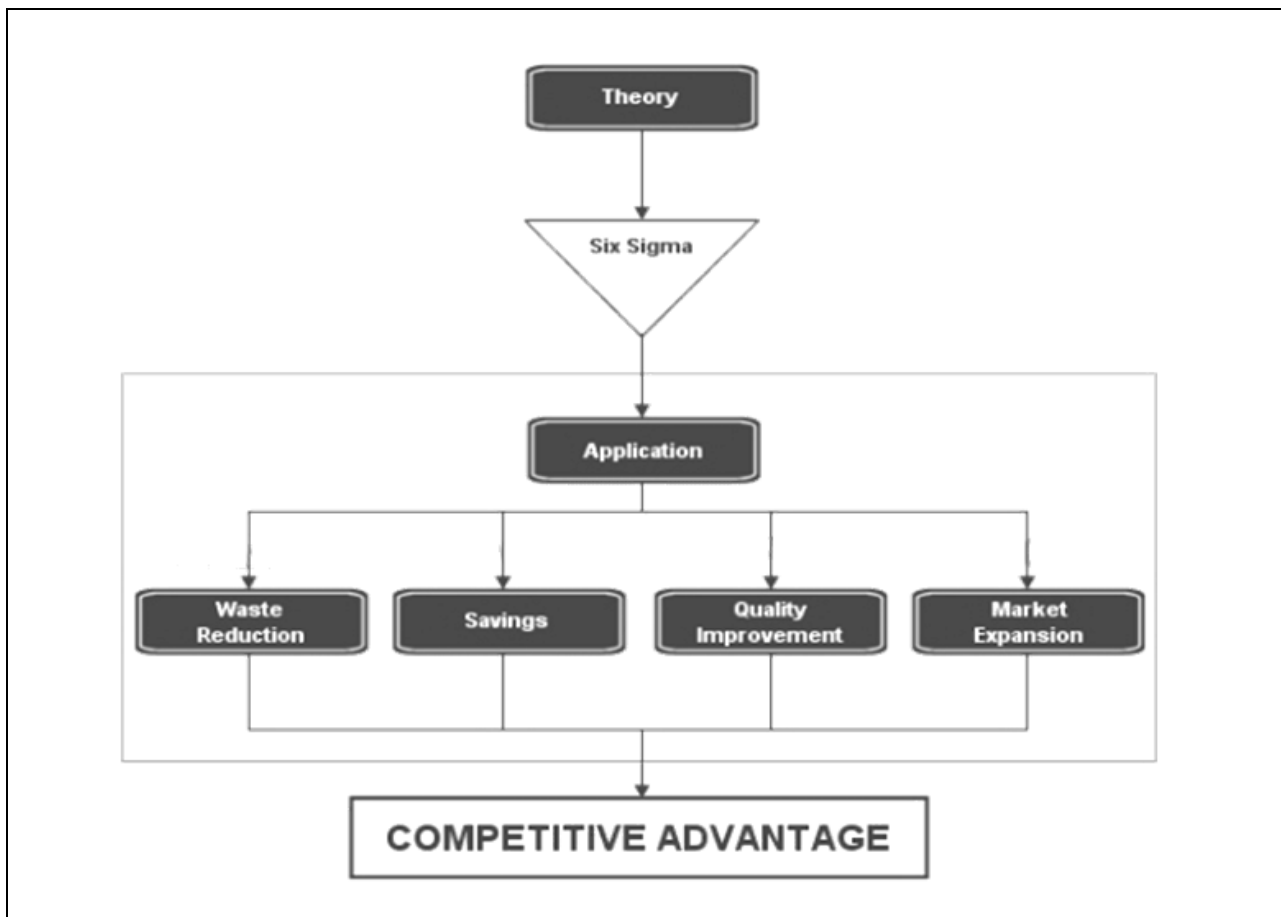 Theory
Six Sigma
Application
Waste
Reduction
Savings
Quality
Improvement
Market
Expansion
COMPETITIVE ADVANTAGE